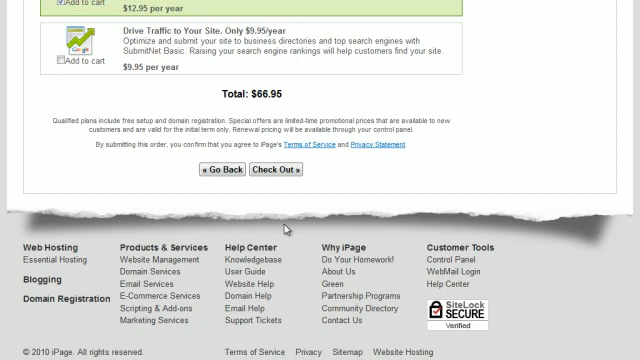 Add to cart
$12.95 per year
Drive Traffic to Your Site. Only $9.95/year
Optimize and submit your site to business directories and top search engines with
SubmitNet Basic. Raising your search engine rankings will help customers find your site.
Google
Add to cart
$9.95 per year
Total: $66.95
Qualified plans include free setup and domain registration. Special offers are limited-time promotional prices that are available to new
customers and are valid for the initial term only. Renewal pricing will be available through your control panel.
By submitting this order, you confirm that you agree to iPage's Terms of Service and Privacy Statement.
« Go Back Check Out »
Web Hosting
Essential Hosting
Blogging
Domain Registration
Products & Services
Website Management
Domain Services
Email Services
E-Commerce Services
Scripting & Add-ons
Marketing Services
Help Center
Knowledgebase
User Guide
Website Help
Domain Help
Email Help
Support Tickets
Why iPage
Do Your Homework!
About Us
Green
Partnership Programs
Community Directory
Contact Us
Customer Tools
Control Panel
WebMail Login
Help Center
SiteLock
SECURE
Verified
© 2010 iPage. All rights reserved.
Terms of Service Privacy Sitemap Website Hosting